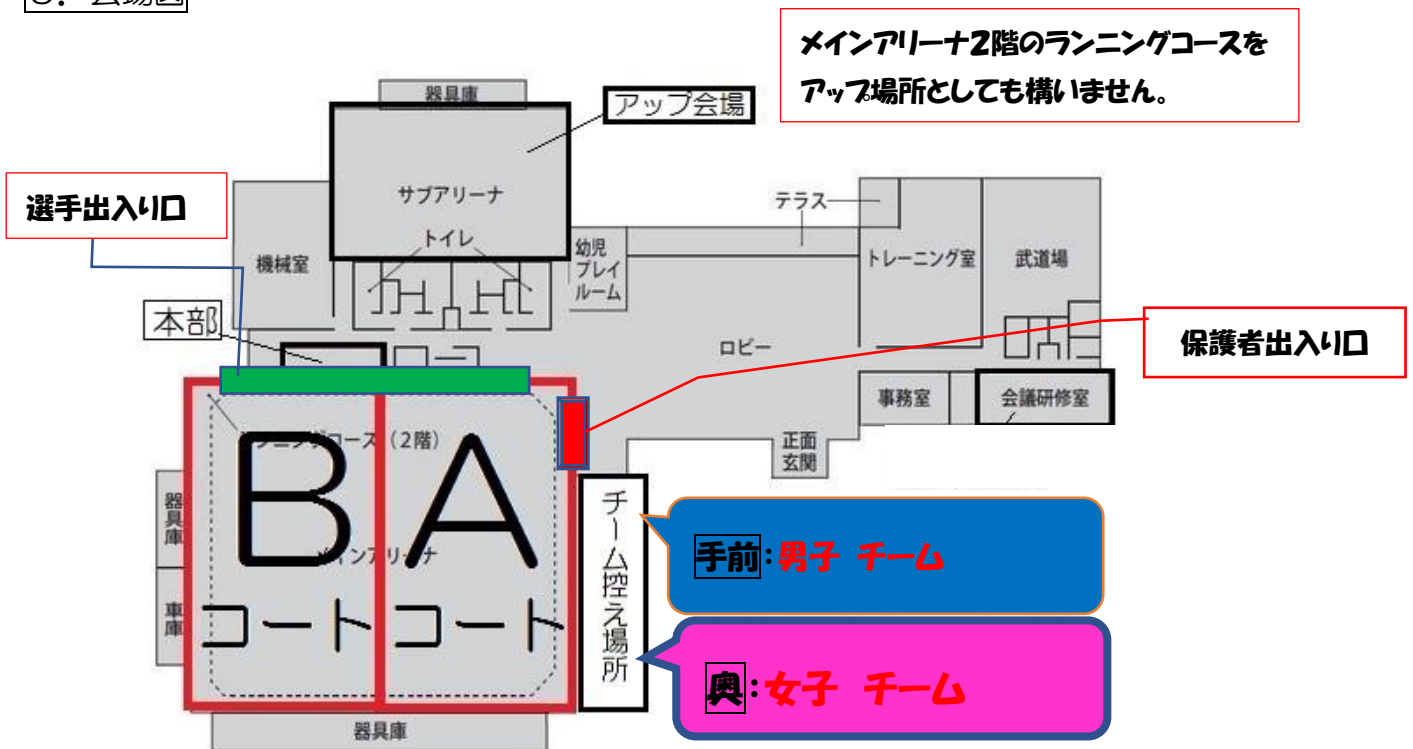 メインアリーナ2階のランニングコースを
アップ場所としても構いません。
器具庫
アップ会場
選手出入り口
サブアリーナ
テラス
トイレ
幼児
プレイ
ルーム
機械室
トレーニング室
武道場
本部
ロビー
保護者出入り口
事務室
会議研修室
正面
玄関
コース(2階)
B
A
メインアリーナ
コート
コート
器具庫
車庫
チーム控え場所
手前:男子 チーム
奥:女子 チーム
器具庫